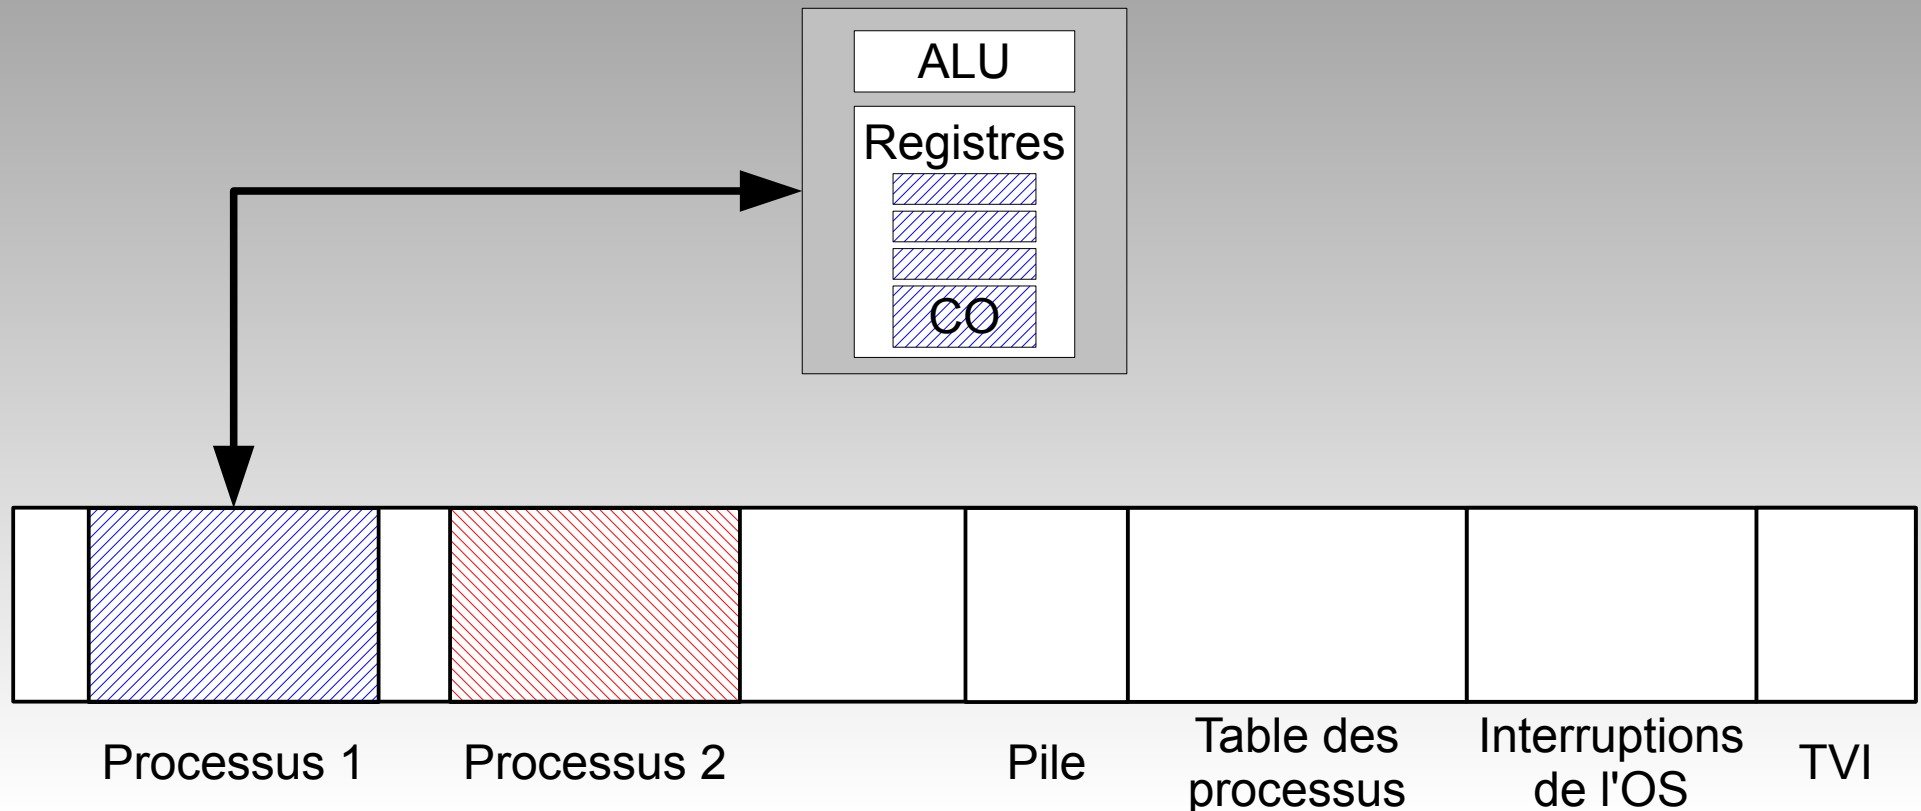 ALU
Registres
CO
Processus 1
Processus 2
Pile
Table des
processus
Interruptions
de l'OS
TVI